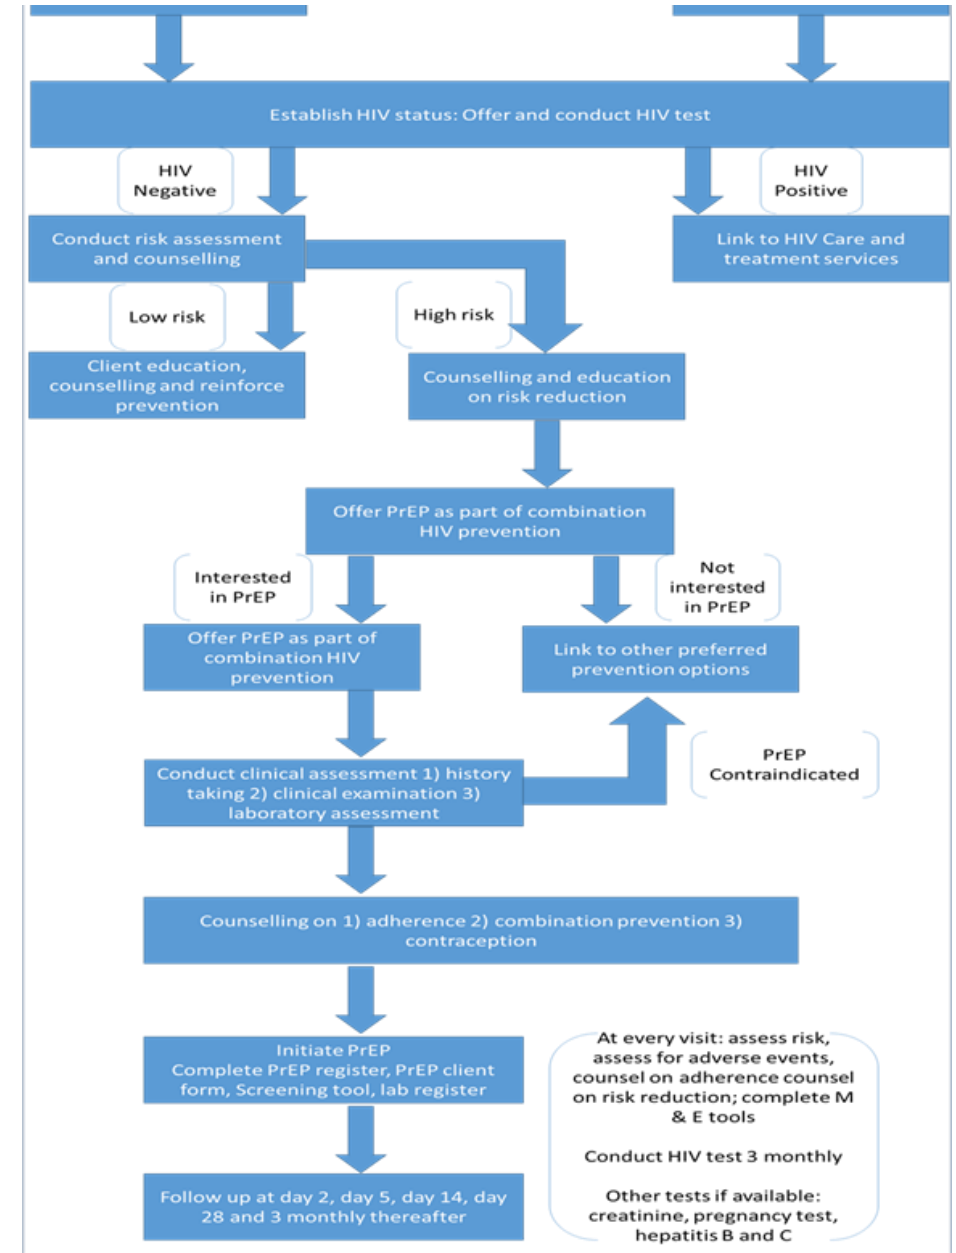 Establish HIV status: Offer and conduct HIV test
HIV
Negative
HIV
Positive
Conduct risk assessment
and counselling
Link to HIV Care and
treatment services
Low risk
High risk
Client education,
counselling and reinforce
prevention
Counselling and education
on risk reduction
Offer PrEP as part of combination
HIV prevention
Interested
in PrEP
Not
interested
in PrEP
Offer PrEP as part of
combination HIV
prevention
Link to other preferred
prevention options
PrEP
Contraindicated
Conduct clinical assessment 1) history
taking 2) clinical examination 3)
laboratory assessment
Counselling on 1) adherence 2) combination prevention 3)
contraception
Initiate PrEP
Complete PrEP register, PrEP client
form, Screening tool, lab register
At every visit: assess risk,
assess for adverse events,
counsel on adherence counsel
on risk reduction; complete M
& E tools
Conduct HIV test 3 monthly
Other tests if available:
creatinine, pregnancy test,
hepatitis B and C
Follow up at day 2, day 5, day 14, day
28 and 3 monthly thereafter